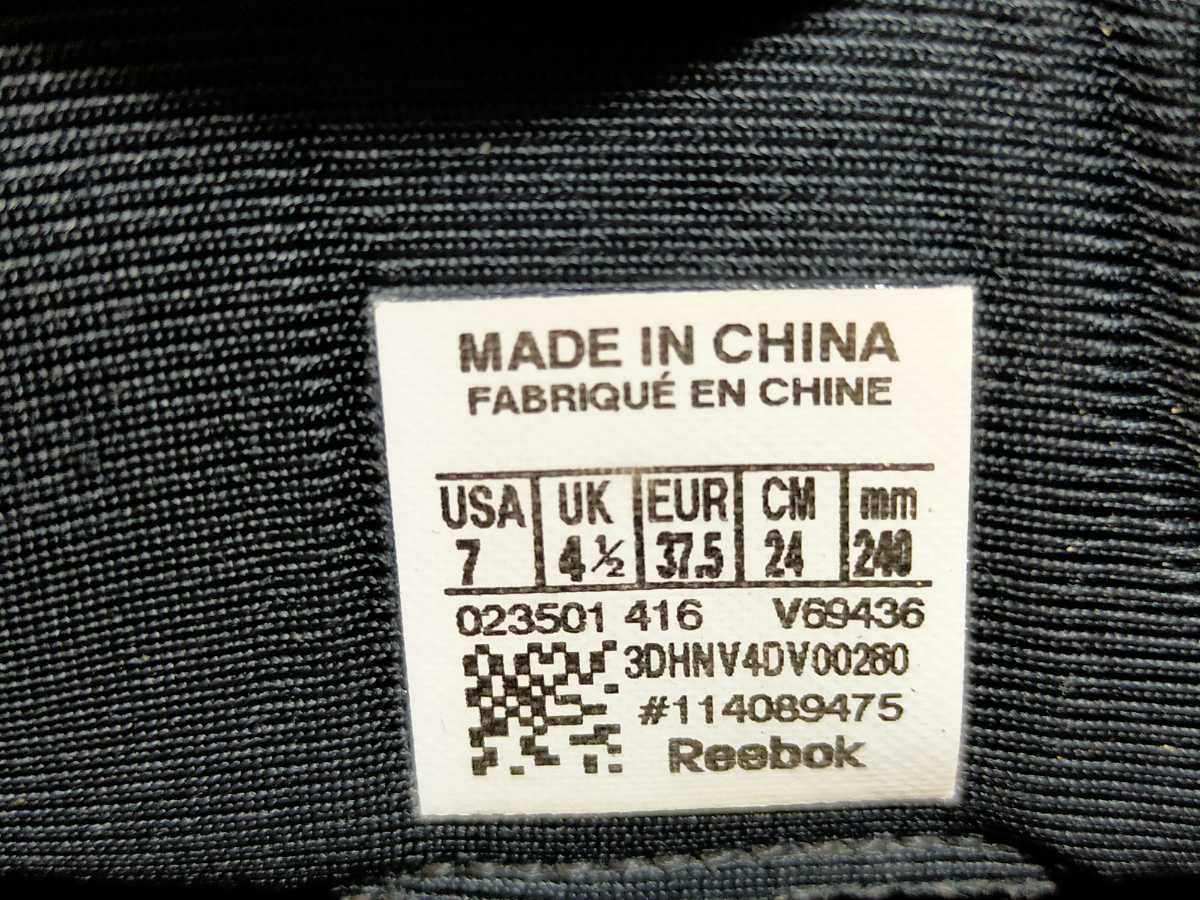 MADE IN CHINA
FABRIQUÉ EN CHINE
USA UK EUR CM mm
7 4½ 37.5 24 240
023501 416 V69436
3DHNV4DV00280
#114089475
Reebok